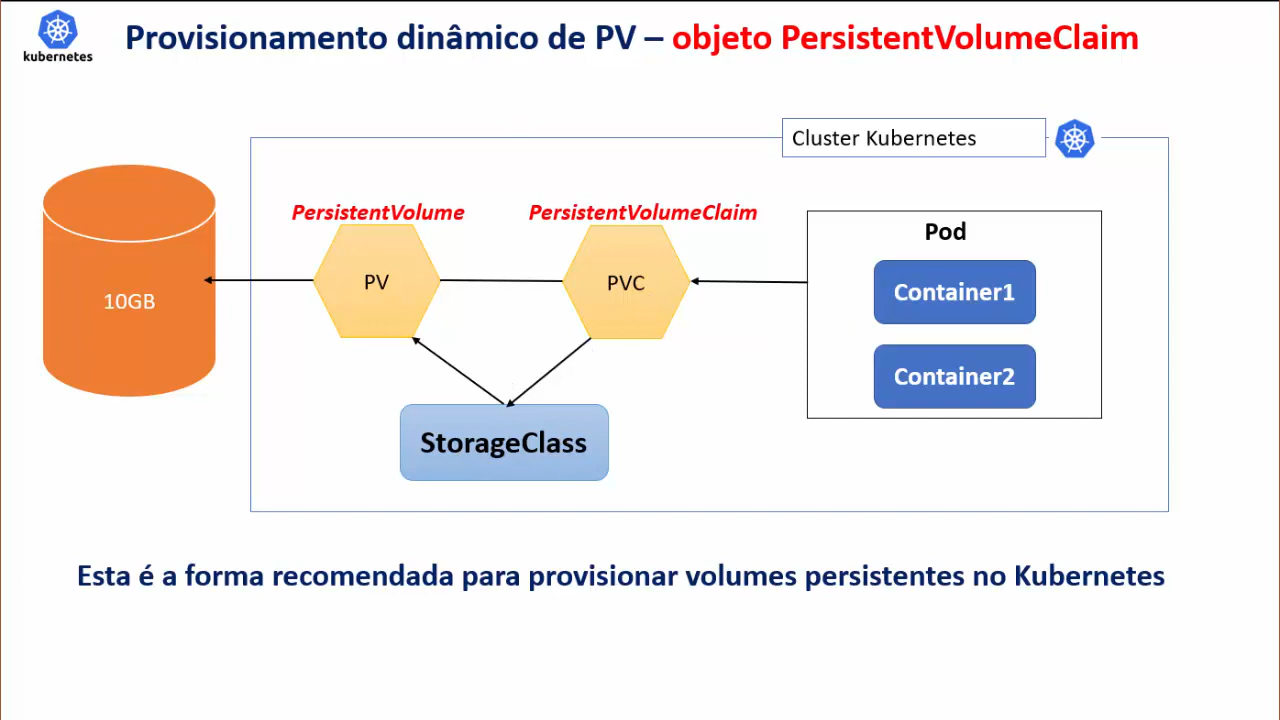 kubernetes
Provisionamento dinâmico de PV – objeto PersistentVolumeClaim
Cluster Kubernetes
PersistentVolume
PersistentVolumeClaim
Pod
10GB
PV
PVC
Container1
Container2
StorageClass
Esta é a forma recomendada para provisionar volumes persistentes no Kubernetes